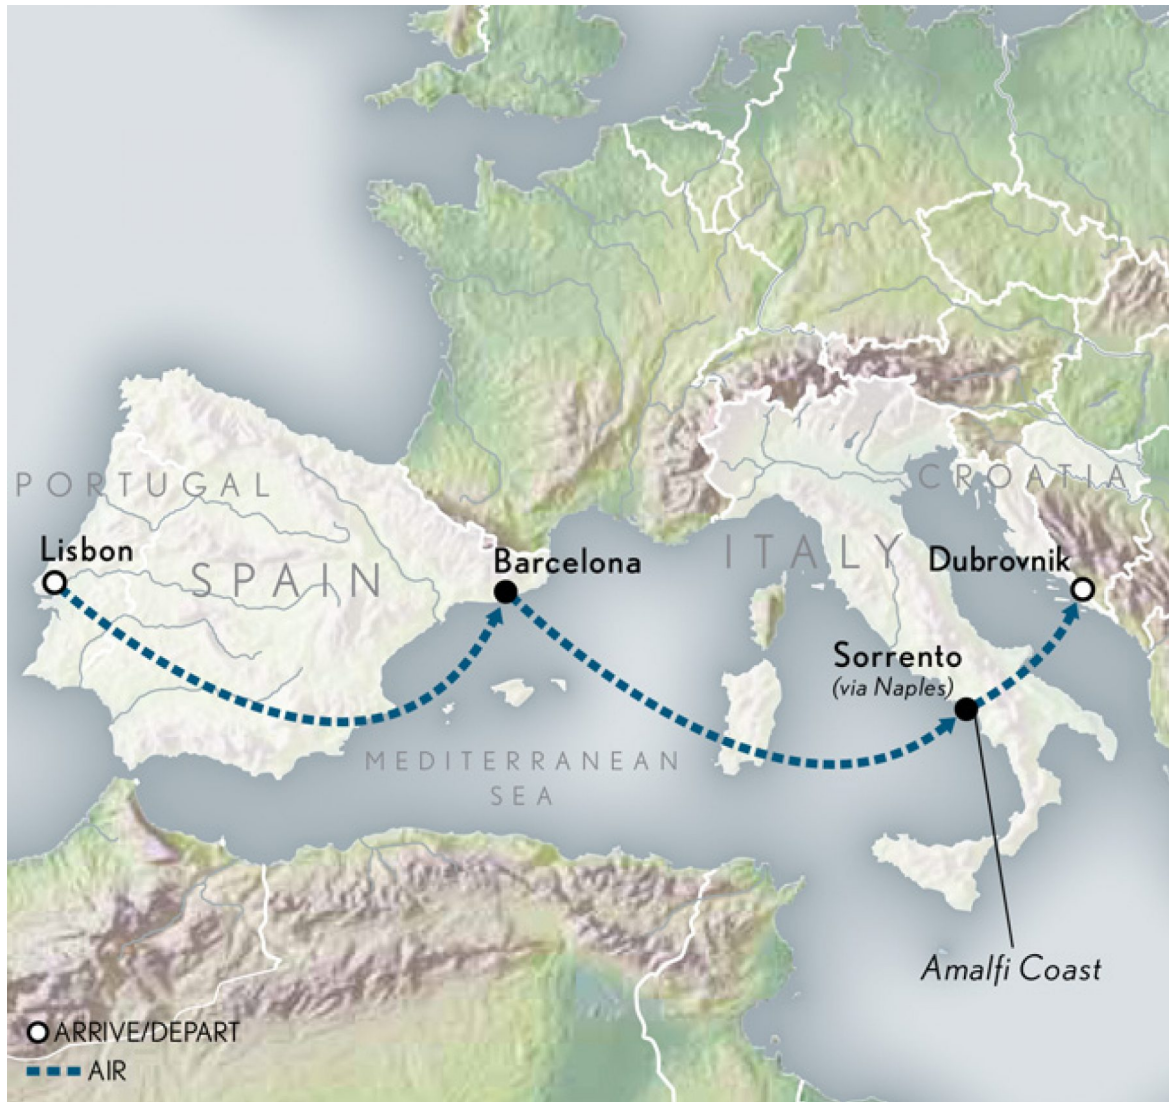 PORTUGAL
Lisbon
SPAIN
Barcelona
ITALY
CROATIA
Dubrovnik
Sorrento
(via Naples)
MEDITERRANEAN
SEA
Amalfi Coast
ARRIVE/DEPART
AIR